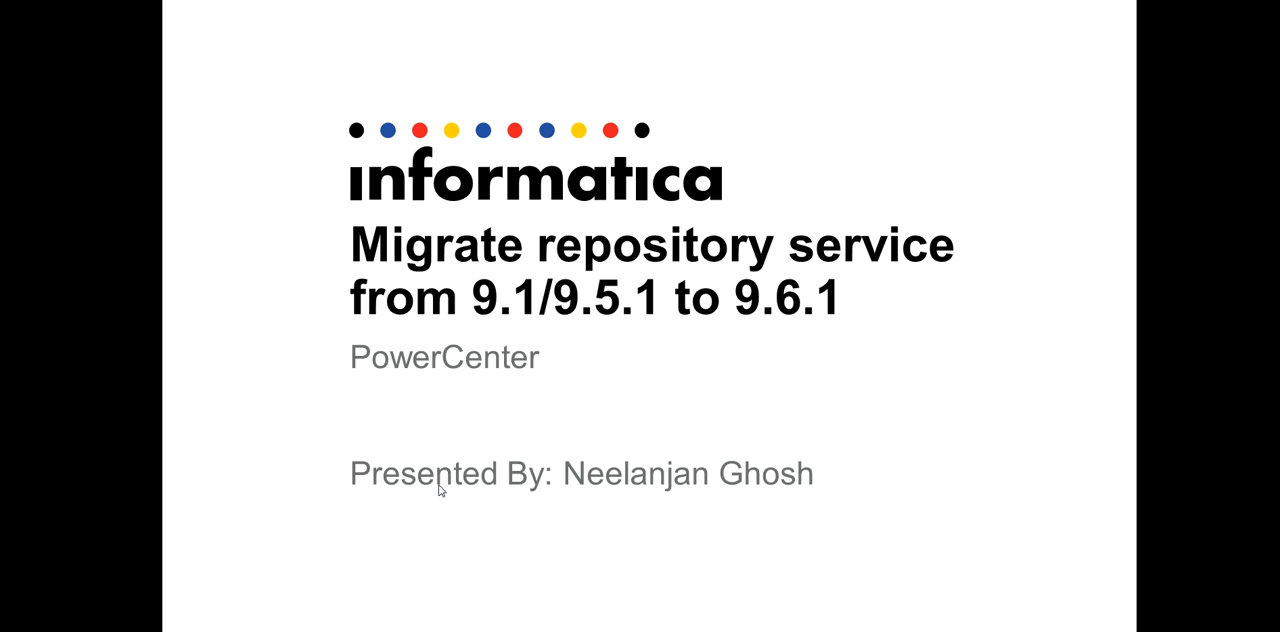 informatica
Migrate repository service
from 9.1/9.5.1 to 9.6.1
PowerCenter
Presented By: Neelanjan Ghosh